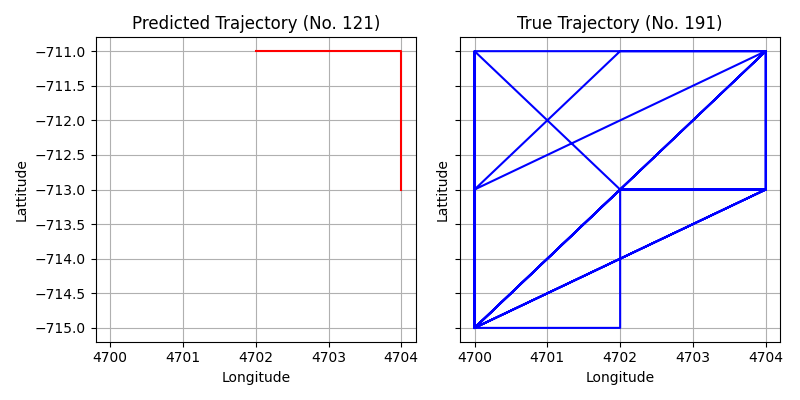 Predicted Trajectory (No. 121)
True Trajectory (No. 191)
−711.0
−711.5
−712.0
−712.5
−713.0
−713.5
−714.0
−714.5
−715.0
Lattitude
Lattitude
4700 4701 4702 4703 4704
4700 4701 4702 4703 4704
Longitude
Longitude